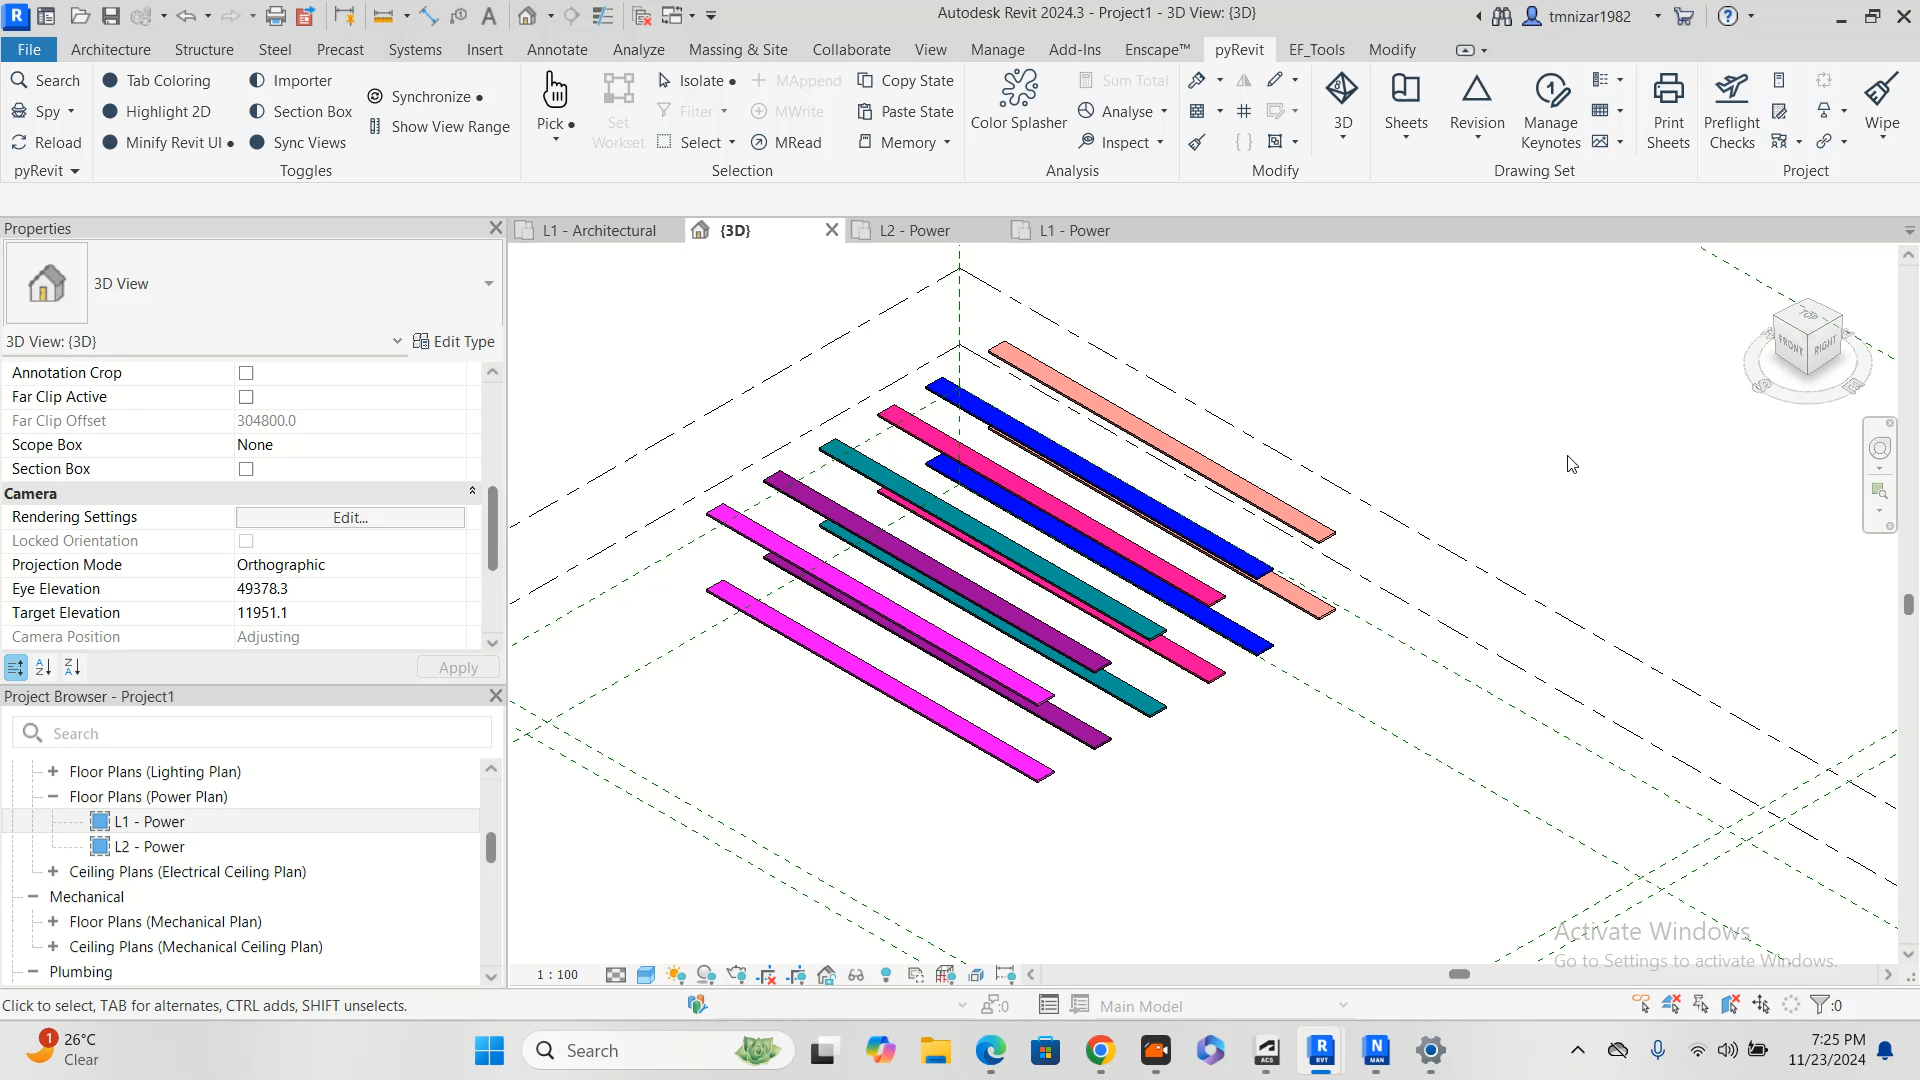 Autodesk Revit 2024.3 - Project1 - 3D View: {3D}
tmnizar1982
File
Architecture
Structure
Steel
Precast
Systems
Insert
Annotate
Analyze
Massing & Site
Collaborate
View
Manage
Add-Ins
Enscape™
pyRevit
EF_Tools
Modify
Search
Spy
Reload
pyRevit
Tab Coloring
Highlight 2D
Minify Revit UI
Importer
Section Box
Sync Views
Synchronize
Show View Range
Toggles
Pick
Set
Workset
Isolate
Filter
Select
MAppend
MWrite
MRead
Copy State
Paste State
Memory
Selection
Color Splasher
Sum Total
Analyse
Inspect
Analysis
Modify
3D
Sheets
Revision
Manage
Keynotes
Print
Sheets
Drawing Set
Preflight
Checks
Wipe
Project
Properties
3D View
3D View: {3D}
Edit Type
Annotation Crop
Far Clip Active
Far Clip Offset 304800.0
Scope Box None
Section Box
Camera
Rendering Settings Edit...
Locked Orientation
Projection Mode Orthographic
Eye Elevation 49378.3
Target Elevation 11951.1
Camera Position Adjusting
Apply
Project Browser - Project1
Search
Floor Plans (Lighting Plan)
Floor Plans (Power Plan)
L1 - Power
L2 - Power
Ceiling Plans (Electrical Ceiling Plan)
Mechanical
Floor Plans (Mechanical Plan)
Ceiling Plans (Mechanical Ceiling Plan)
Plumbing
L1 - Architectural
{3D}
L2 - Power
L1 - Power
TOP
FRONT
RIGHT
S
E
Activate Windows
Go to Settings to activate Windows.
1 : 100
Click to select, TAB for alternates, CTRL adds, SHIFT unselects.
:0
Main Model
:0
1
26°C
Clear
Search
ACS
R
RVT
N
MAN
7:25 PM
11/23/2024